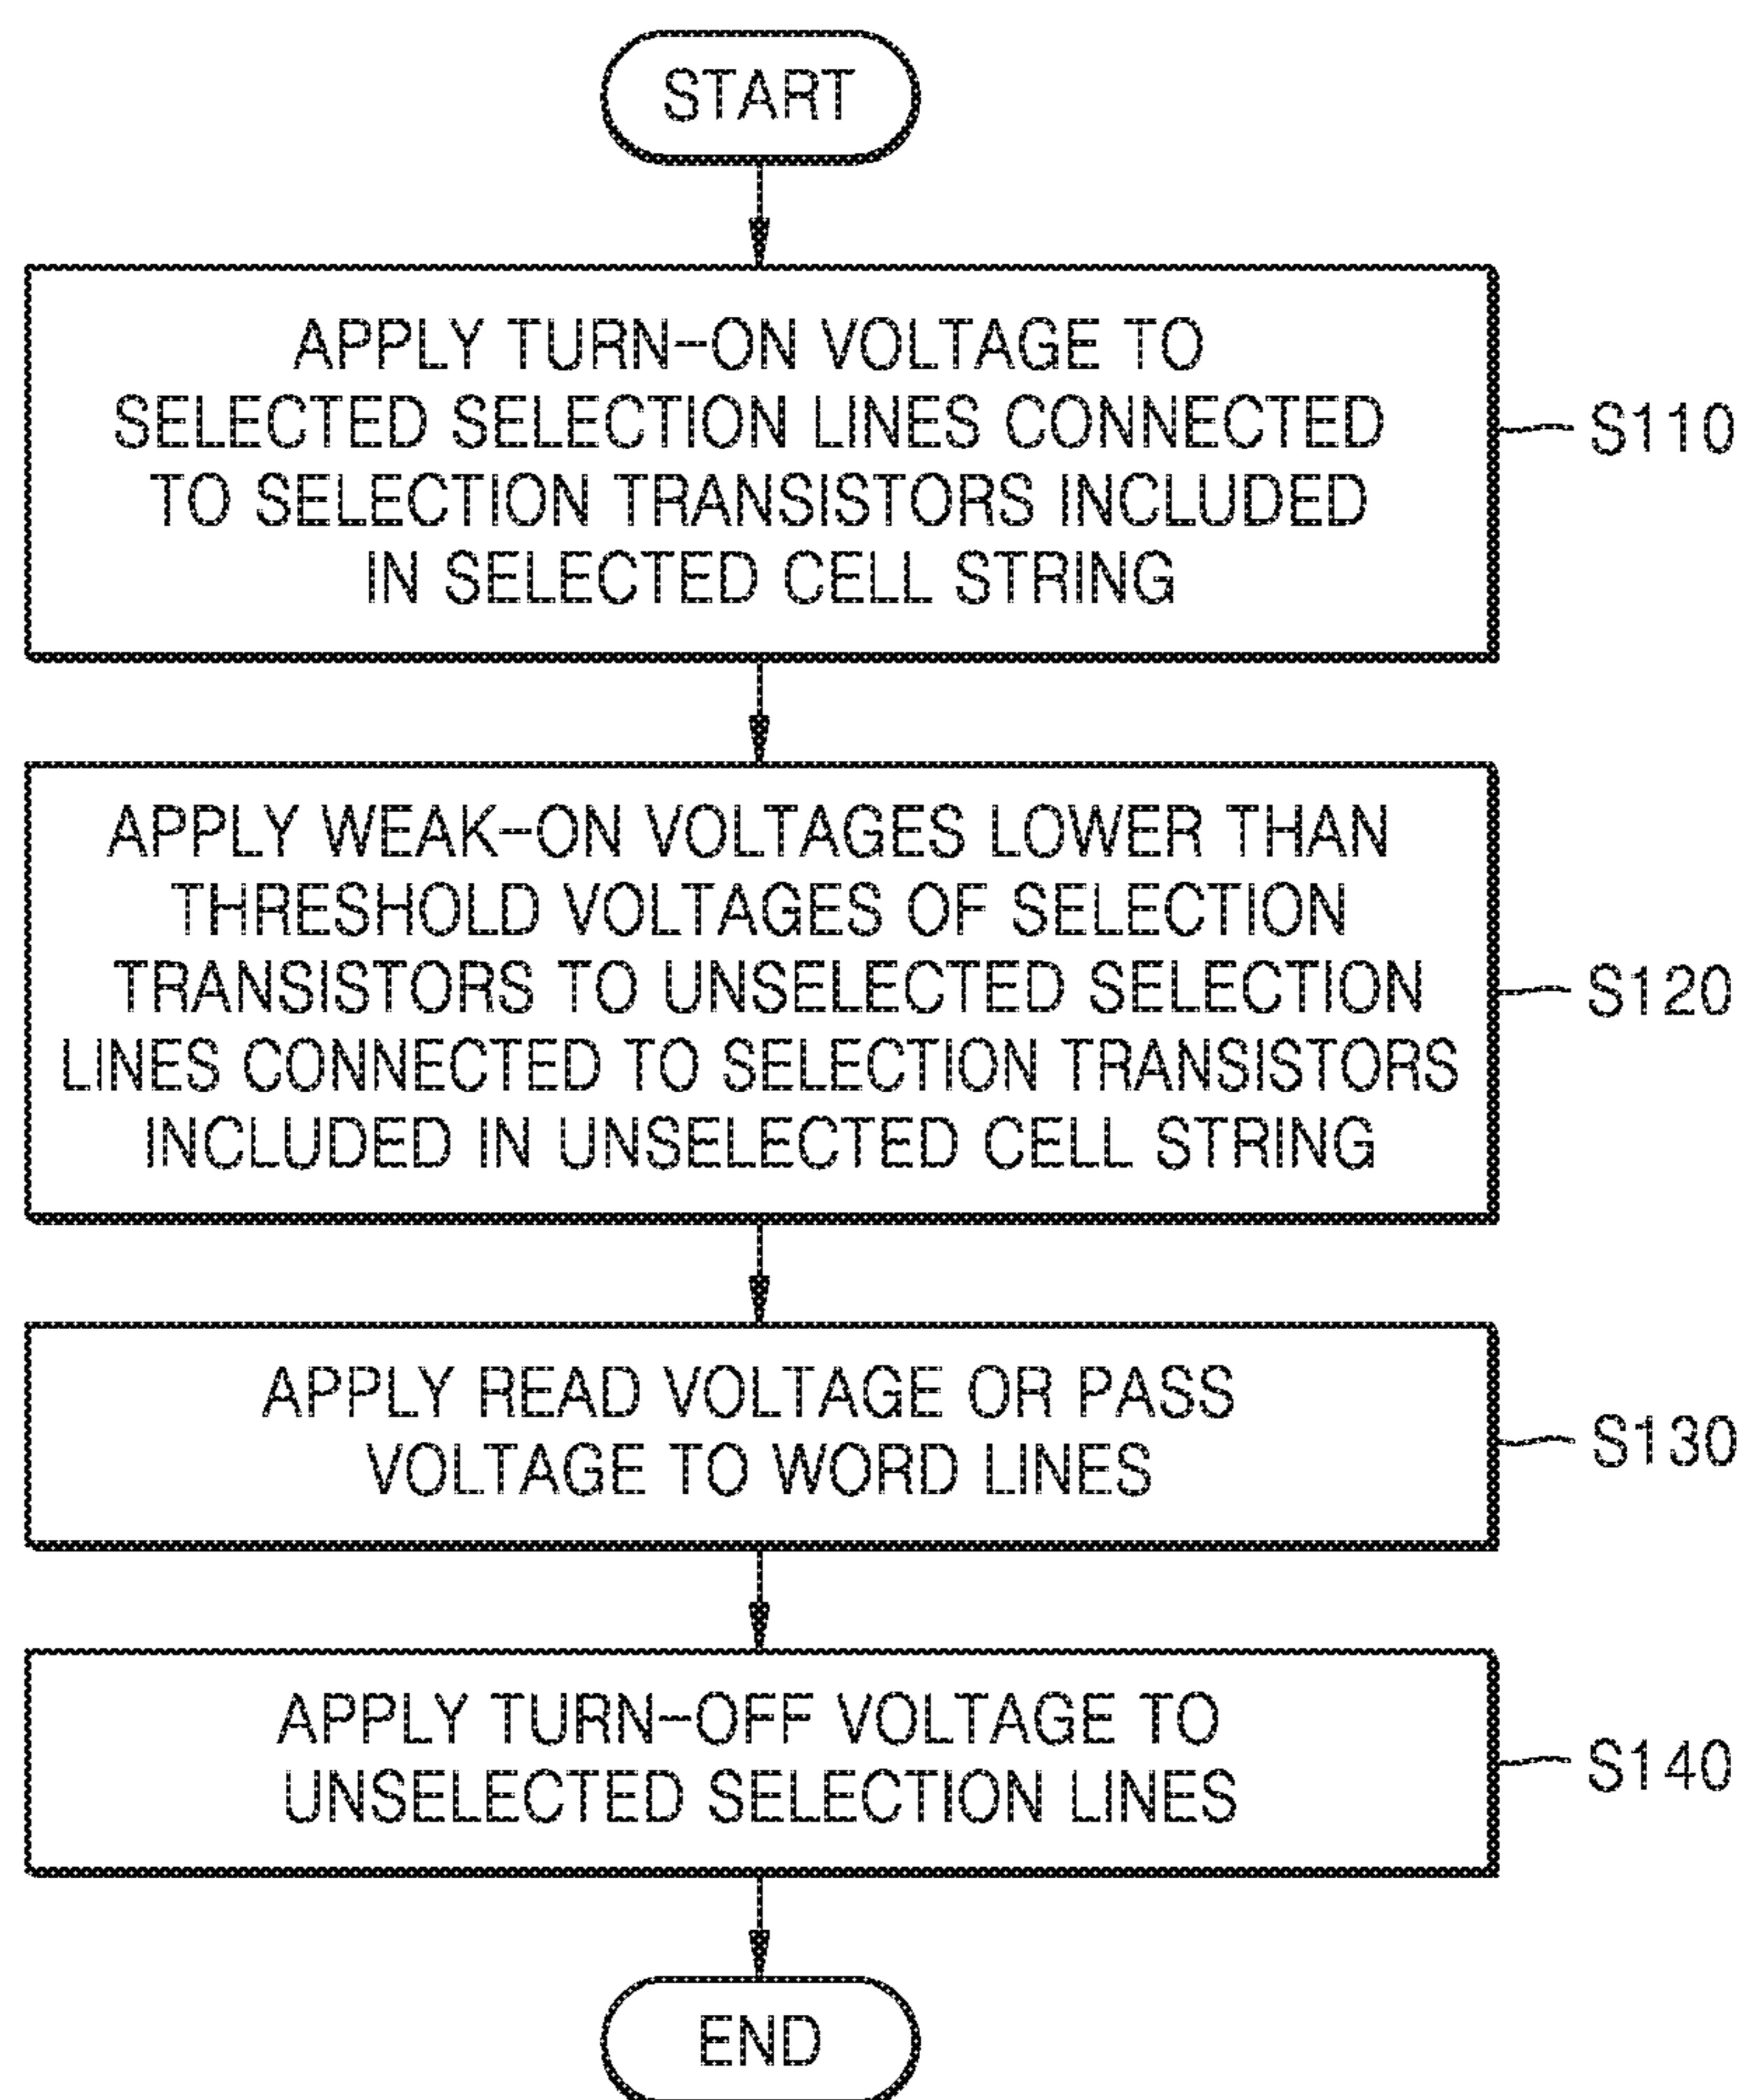 START
APPLY TURN-ON VOLTAGE TO
SELECTED SELECTION LINES CONNECTED
TO SELECTION TRANSISTORS INCLUDED
IN SELECTED CELL STRING
S110
APPLY WEAK-ON VOLTAGES LOWER THAN
THRESHOLD VOLTAGES OF SELECTION
TRANSISTORS TO UNSELECTED SELECTION
LINES CONNECTED TO SELECTION TRANSISTORS
INCLUDED IN UNSELECTED CELL STRING
S120
APPLY READ VOLTAGE OR PASS
VOLTAGE TO WORD LINES
S130
APPLY TURN-OFF VOLTAGE TO
UNSELECTED SELECTION LINES
S140
END